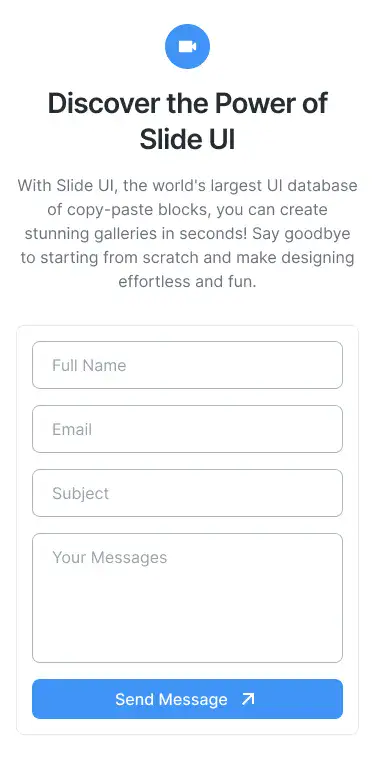 Discover the Power of
Slide UI
With Slide UI, the world's largest UI database
of copy-paste blocks, you can create
stunning galleries in seconds! Say goodbye
to starting from scratch and make designing
effortless and fun.
Full Name
Email
Subject
Your Messages
Send Message